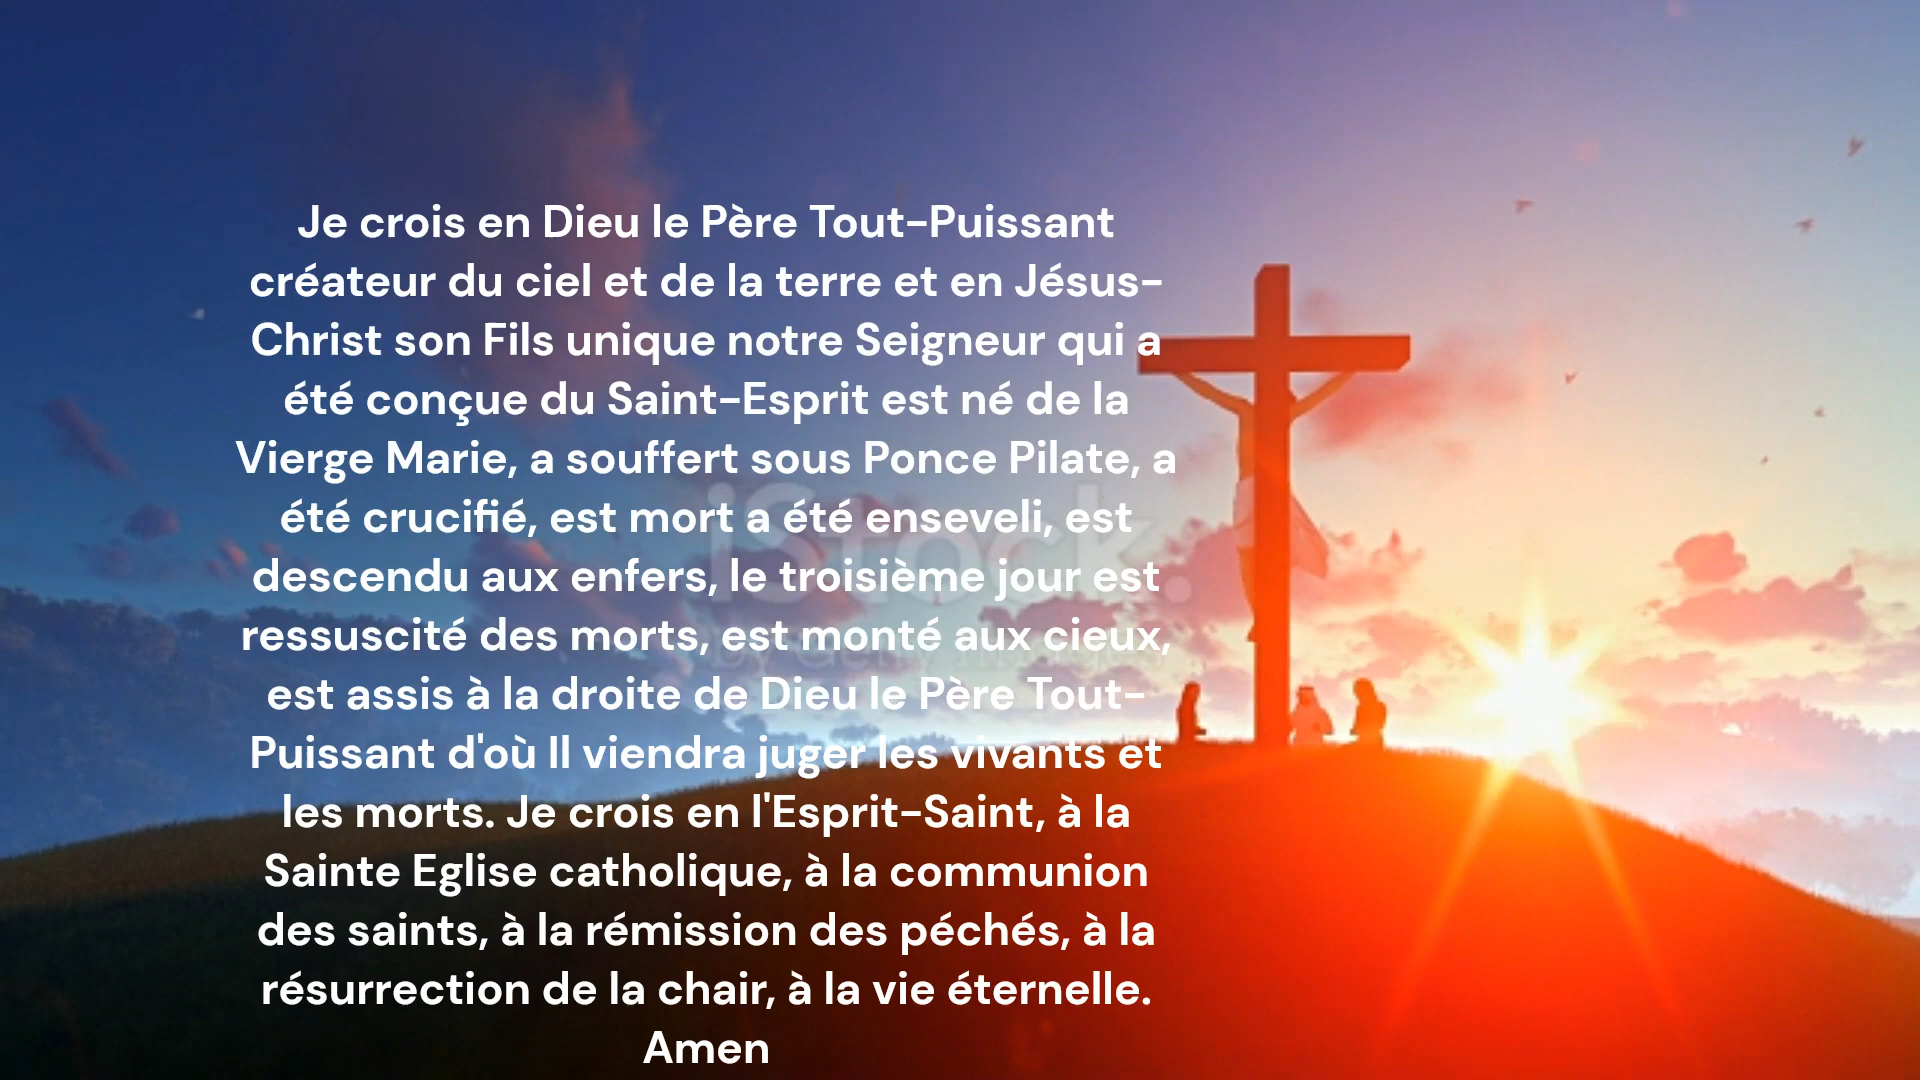 Je crois en Dieu le Père Tout-Puissant
créateur du ciel et de la terre et en Jésus-
Christ son Fils unique notre Seigneur qui a
été conçue du Saint-Esprit est né de la
Vierge Marie, a souffert sous Ponce Pilate, a
été crucifié, est mort a été enseveli, est
descendu aux enfers, le troisième jour est
ressuscité des morts, est monté aux cieux,
est assis à la droite de Dieu le Père Tout-
Puissant d'où Il viendra juger les vivants et
les morts. Je crois en l'Esprit-Saint, à la
Sainte Eglise catholique, à la communion
des saints, à la rémission des péchés, à la
résurrection de la chair, à la vie éternelle.
Amen
iStock.
by Getty Images